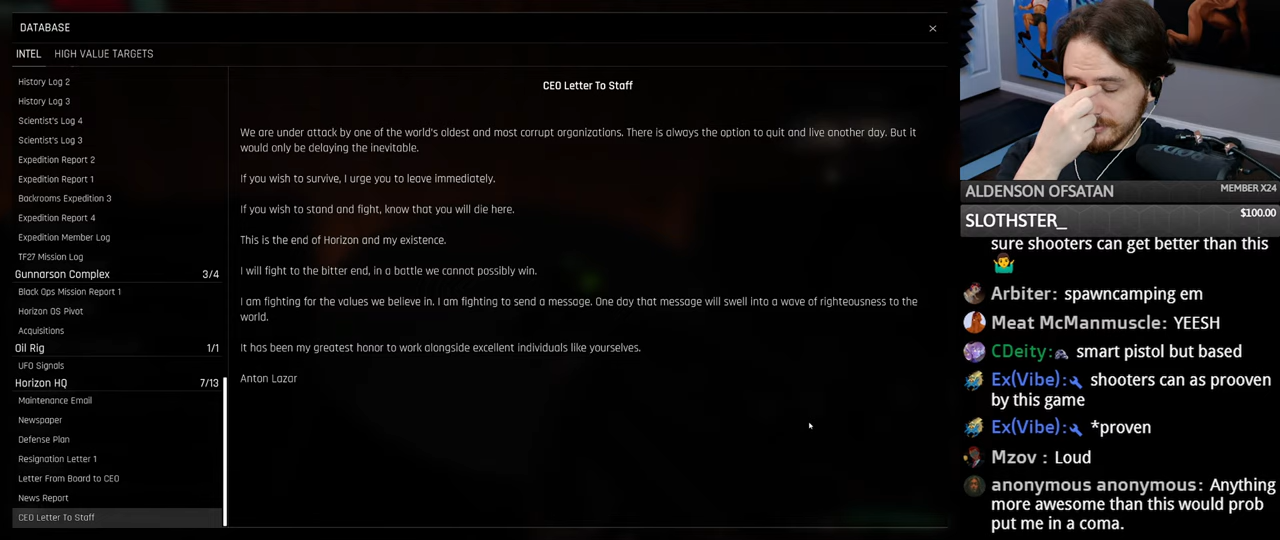 DATABASE
INTEL HIGH VALUE TARGETS
History Log 2
History Log 3
Scientist's Log 4
Scientist's Log 3
Expedition Report 2
Expedition Report 1
Backrooms Expedition 3
Expedition Report 4
Expedition Member Log
TF27 Mission Log
Gunnarson Complex 3/4
Black Ops Mission Report 1
Horizon OS Pivot
Acquisitions
Oil Rig 1/1
UFO Signals
Horizon HQ 7/13
Maintenance Email
Newspaper
Defense Plan
Resignation Letter 1
Letter From Board to CEO
News Report
CEO Letter To Staff
CEO Letter To Staff
We are under attack by one of the world's oldest and most corrupt organizations. There is always the option to quit and live another day. But it
would only be delaying the inevitable.
If you wish to survive, I urge you to leave immediately.
If you wish to stand and fight, know that you will die here.
This is the end of Horizon and my existence.
I will fight to the bitter end, in a battle we cannot possibly win.
I am fighting for the values we believe in. I am fighting to send a message. One day that message will swell into a wave of righteousness to the
world.
It has been my greatest honor to work alongside excellent individuals like yourselves.
Anton Lazar
ALDENSON OFSATAN MEMBER X24
SLOTHSTER_ $100.00
sure shooters can get better than this
Arbiter: spawncamping em
Meat McManmuscle: YEESH
CDeity: smart pistol but based
Ex(Vibe): shooters can as prooven
by this game
Ex(Vibe): *proven
Mzov : Loud
anonymous anonymous: Anything
more awesome than this would prob
put me in a coma.